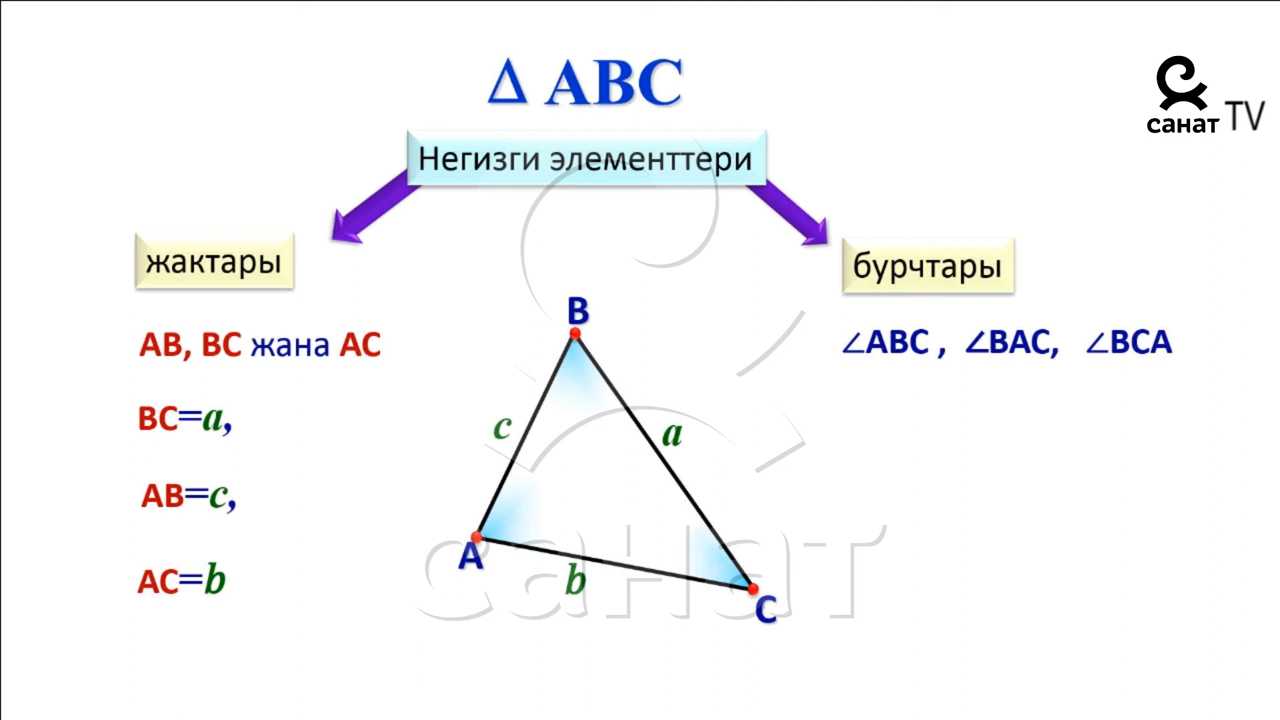 Δ ABC
санат TV
Негизги элементтери
жактары
бурчтары
AB, BC жана AC
∠ABC , ∠BAC, ∠BCA
BC=a,
AB=c,
AC=b
B
c
a
A
b
C
санат